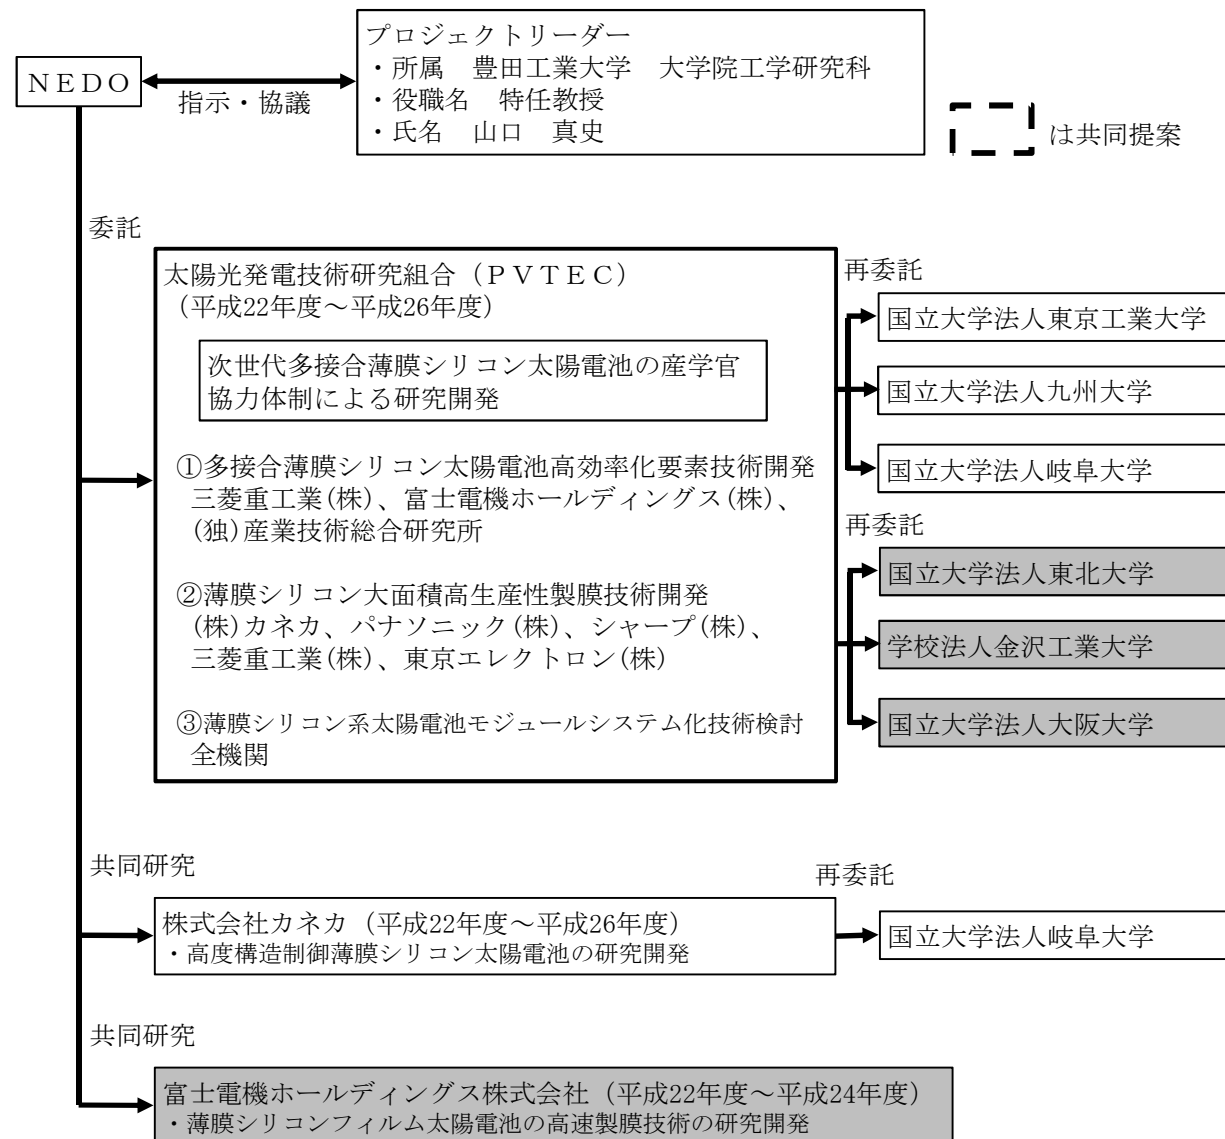 プロジェクトリーダー
・所属　豊田工業大学　大学院工学研究科
・役職名　特任教授
・氏名　山口　真史
ＮＥＤＯ
指示・協議
は共同提案
委託
太陽光発電技術研究組合（ＰＶＴＥＣ）
（平成22年度～平成26年度）
次世代多接合薄膜シリコン太陽電池の産学官
協力体制による研究開発
①多接合薄膜シリコン太陽電池高効率化要素技術開発
三菱重工業(株)、富士電機ホールディングス(株)、
(独)産業技術総合研究所
②薄膜シリコン大面積高生産性製膜技術開発
(株)カネカ、パナソニック(株)、シャープ(株)、
三菱重工業(株)、東京エレクトロン(株)
③薄膜シリコン系太陽電池モジュールシステム化技術検討
全機関
再委託
国立大学法人東京工業大学
国立大学法人九州大学
国立大学法人岐阜大学
再委託
国立大学法人東北大学
学校法人金沢工業大学
国立大学法人大阪大学
共同研究
株式会社カネカ（平成22年度～平成26年度）
・高度構造制御薄膜シリコン太陽電池の研究開発
再委託
国立大学法人岐阜大学
共同研究
富士電機ホールディングス株式会社（平成22年度～平成24年度）
・薄膜シリコンフィルム太陽電池の高速製膜技術の研究開発